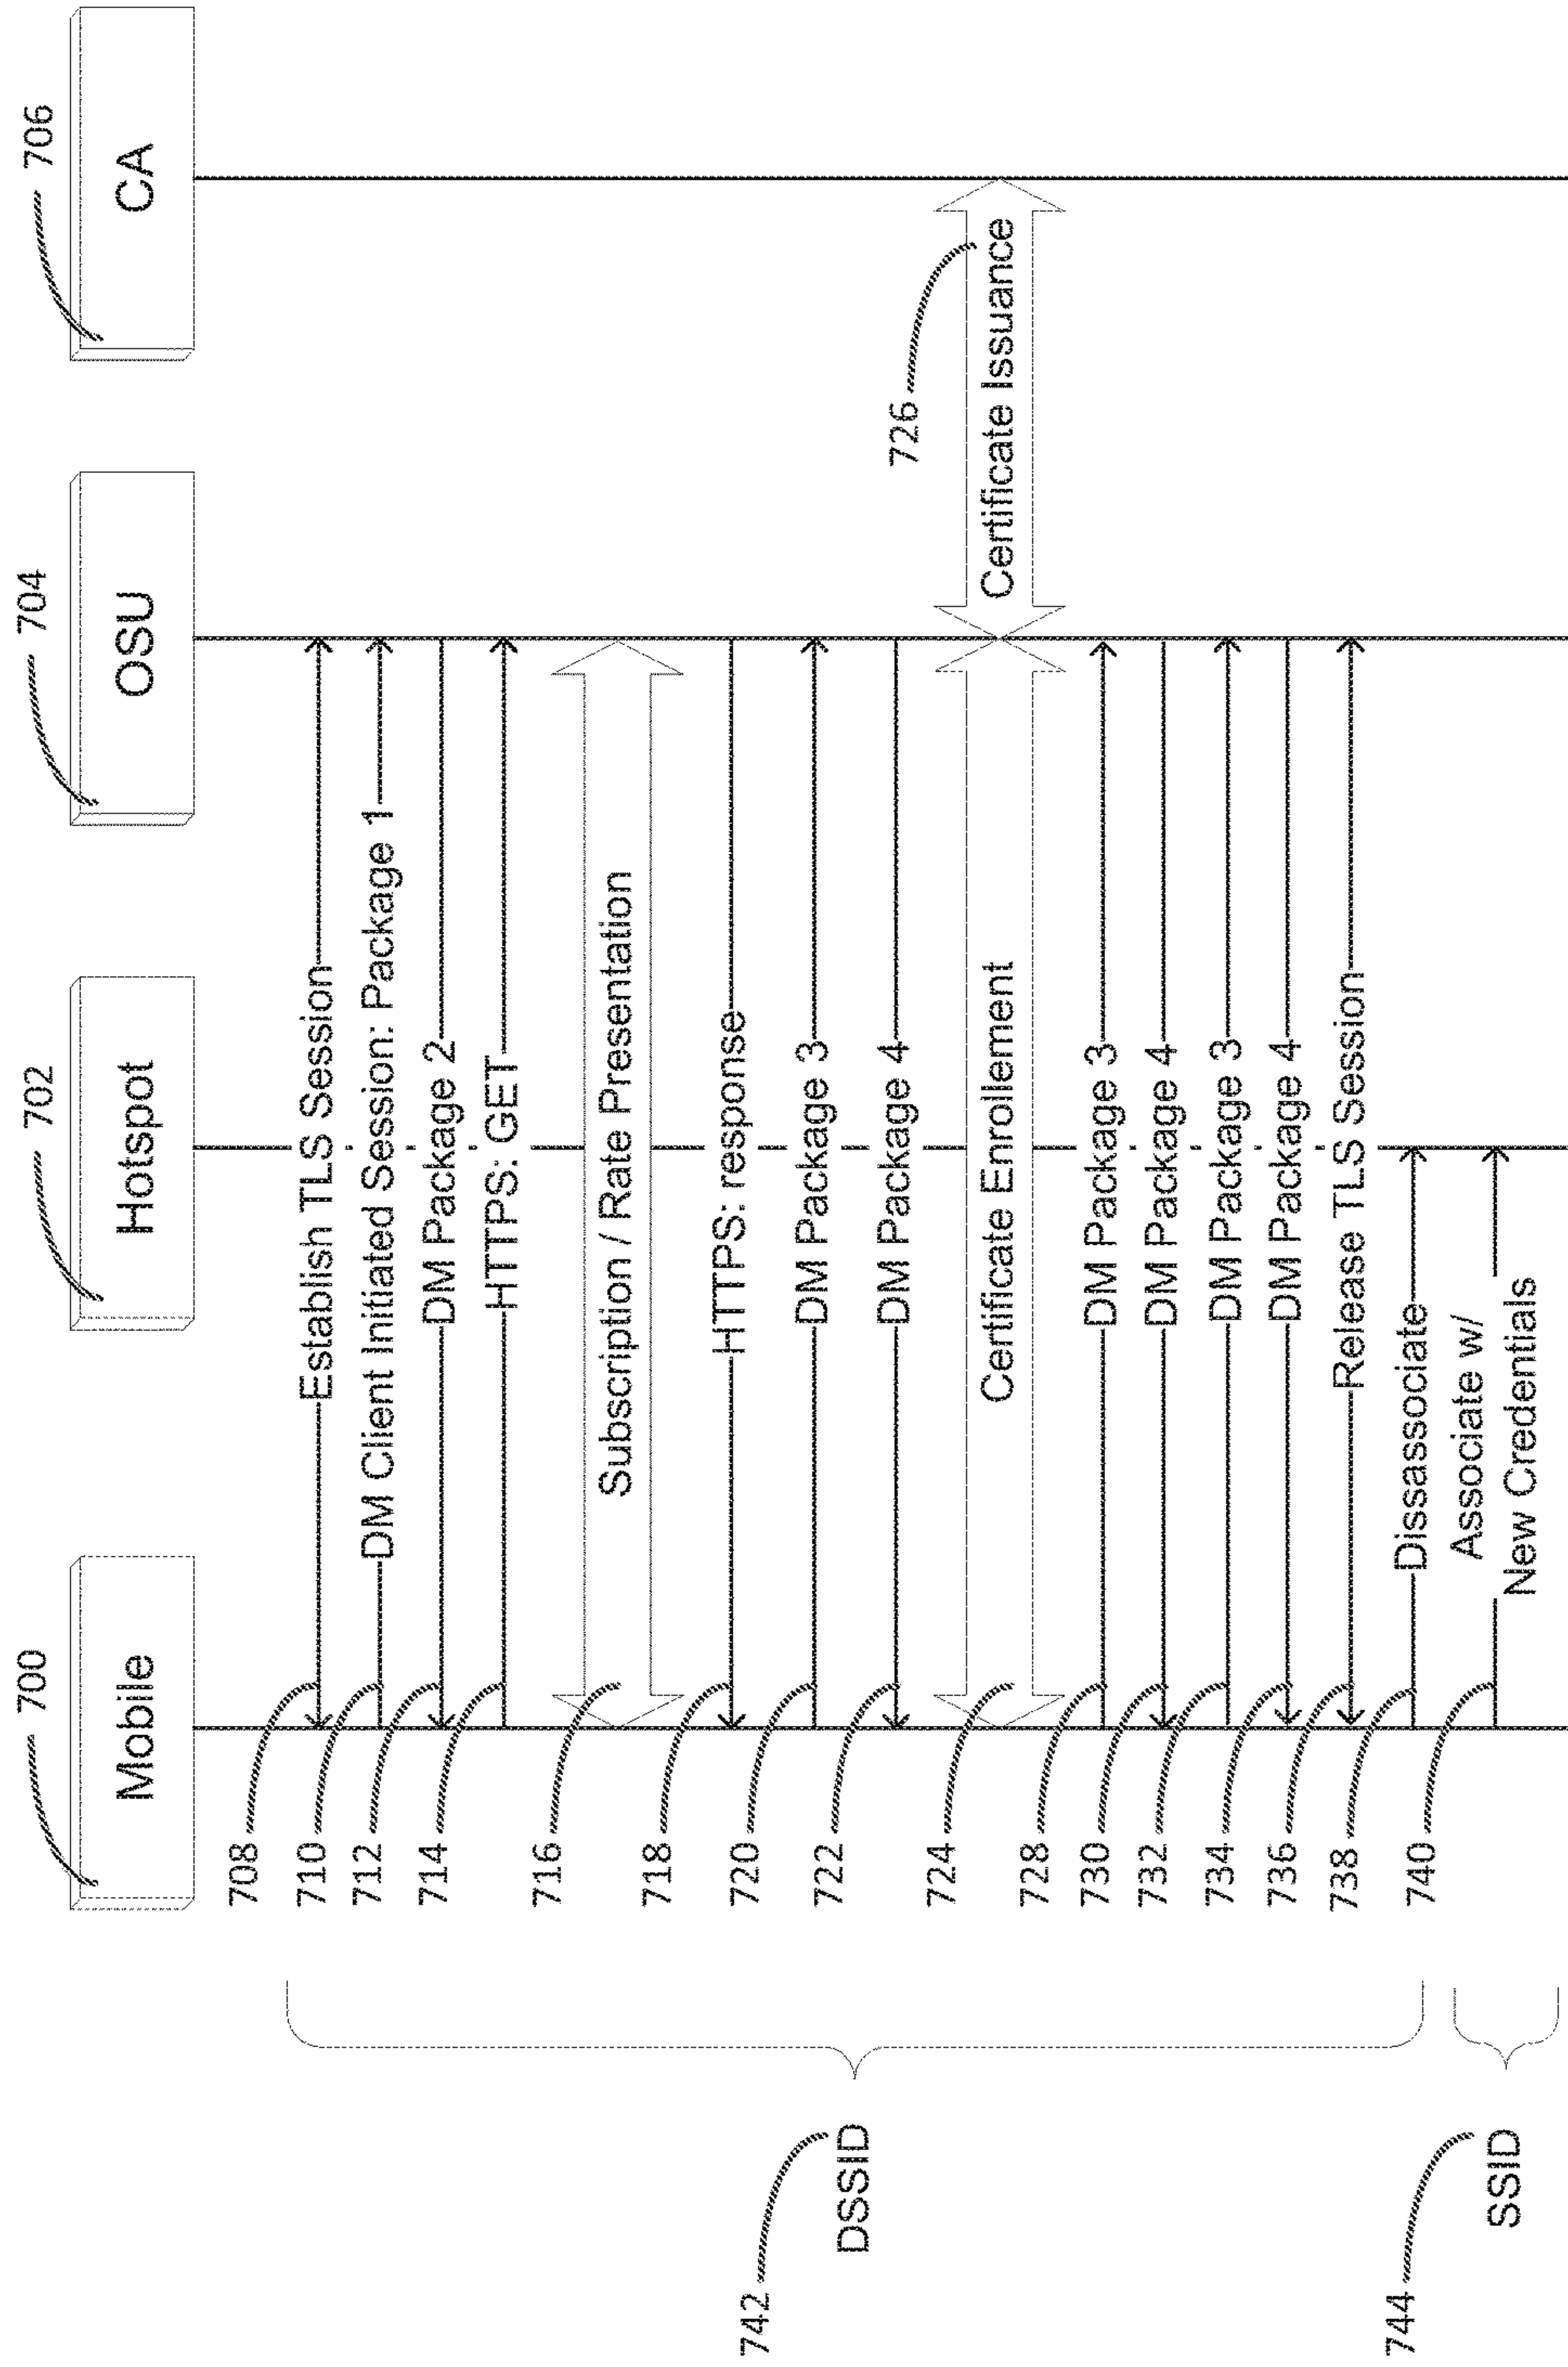 700
702
704
706
Mobile
Hotspot
OSU
CA
708
Establish TLS Session
710
DM Client Initiated Session: Package 1
712
DM Package 2
714
HTTPS: GET
716
Subscription / Rate Presentation
718
HTTPS: response
720
DM Package 3
722
DM Package 4
724
Certificate Enrollement
726
Certificate Issuance
728
DM Package 3
730
DM Package 4
732
DM Package 3
734
DM Package 4
736
Release TLS Session
738
Dissassociate
740
Associate w/
New Credentials
742
DSSID
744
SSID